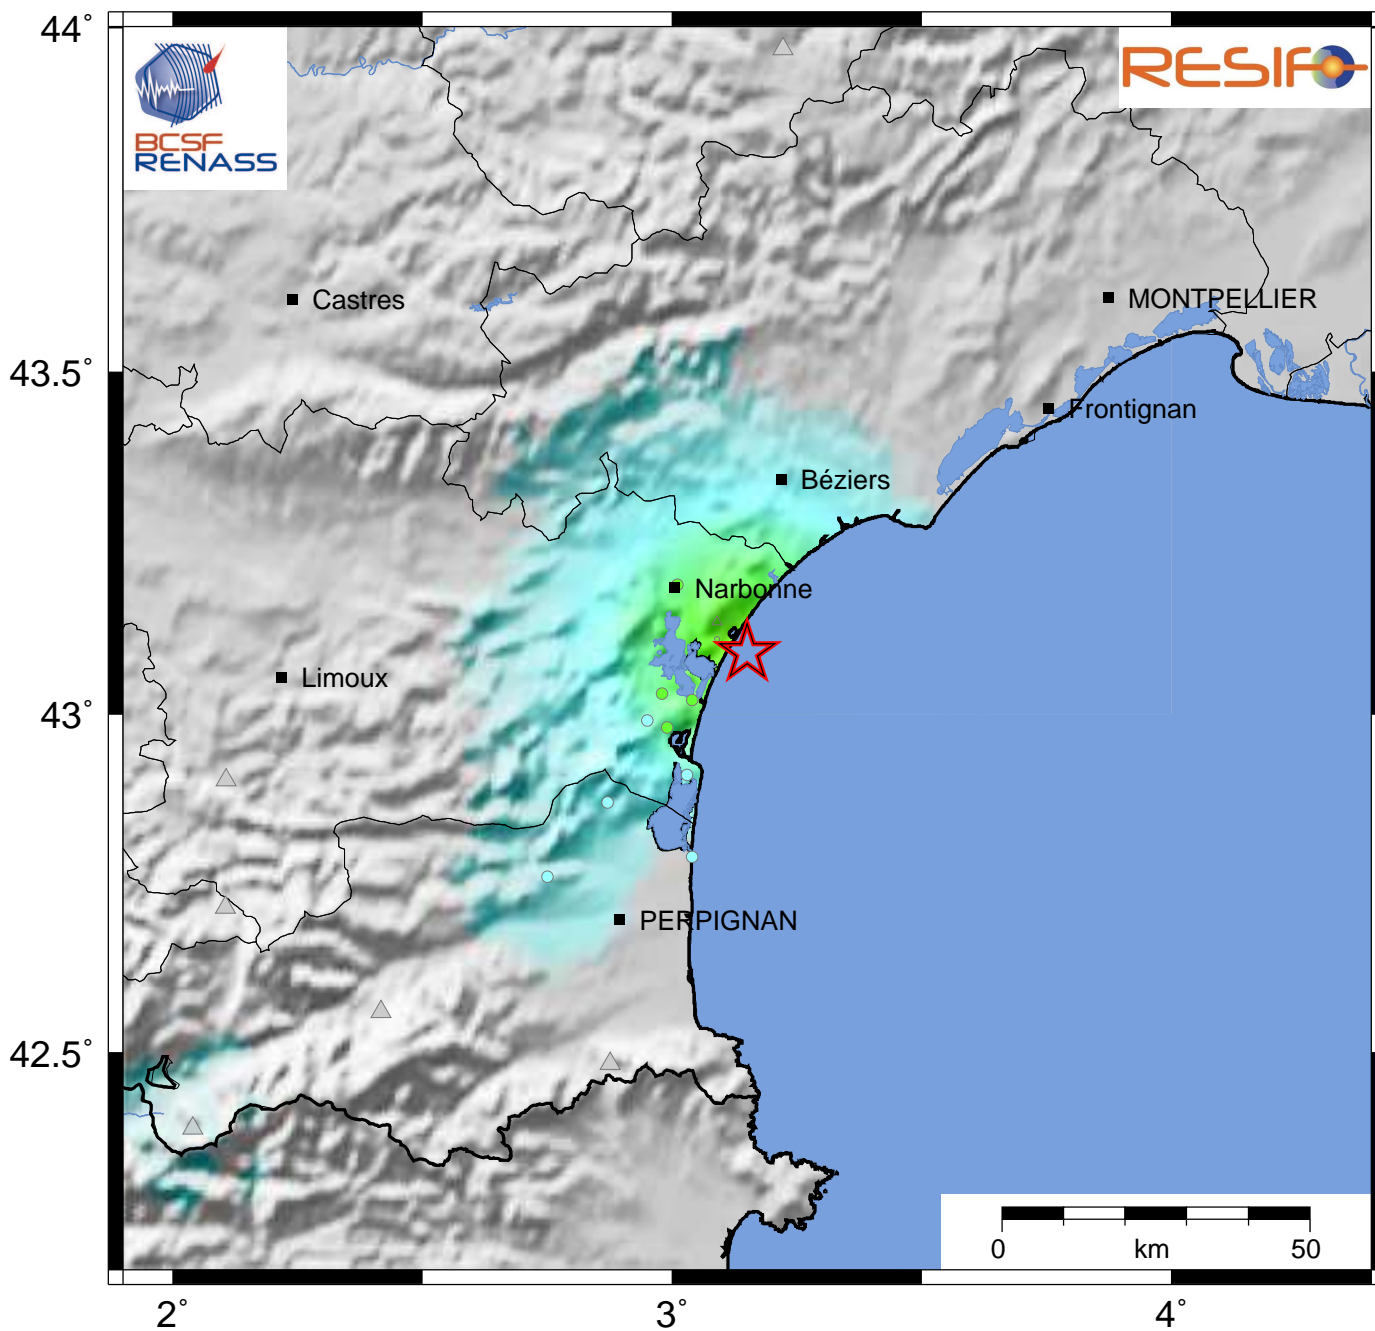 44°
BCSF
RENASS
RESIF
Castres
MONTPELLIER
43.5°
Frontignan
Béziers
Narbonne
Limoux
43°
PERPIGNAN
42.5°
0 km 50
2° 3° 4°